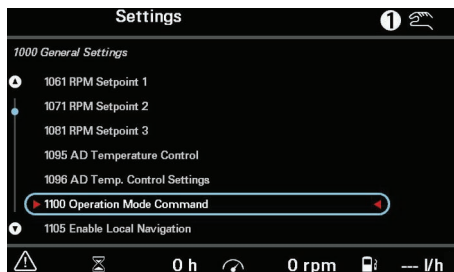 Settings
1
1000 General Settings
1061 RPM Setpoint 1
1071 RPM Setpoint 2
1081 RPM Setpoint 3
1095 AD Temperature Control
1096 AD Temp. Control Settings
1100 Operation Mode Command
1105 Enable Local Navigation
0 h 0 rpm --- l/h